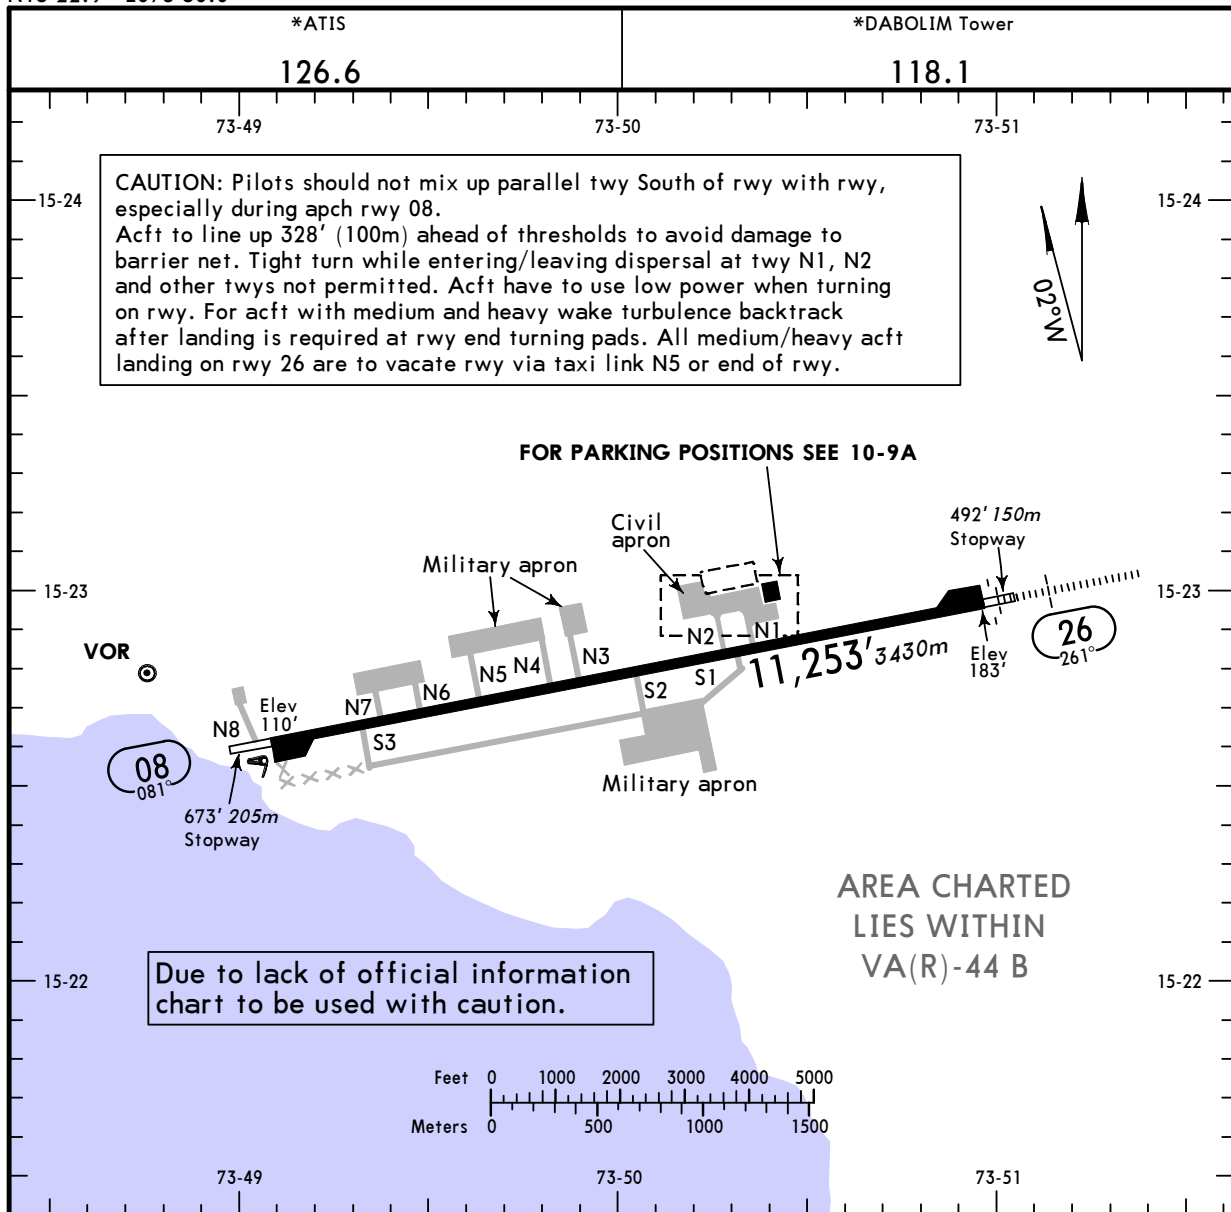 *ATIS
126.6
*DABOLIM Tower
118.1
73-49
73-50
73-51
15-24
15-24
CAUTION: Pilots should not mix up parallel twy South of rwy with rwy,
especially during apch rwy 08.
Acft to line up 328' (100m) ahead of thresholds to avoid damage to
barrier net. Tight turn while entering/leaving dispersal at twy N1, N2
and other twys not permitted. Acft have to use low power when turning
on rwy. For acft with medium and heavy wake turbulence backtrack
after landing is required at rwy end turning pads. All medium/heavy acft
landing on rwy 26 are to vacate rwy via taxi link N5 or end of rwy.
02°W
FOR PARKING POSITIONS SEE 10-9A
Civil
apron
492' 150m
Stopway
Military apron
15-23
15-23
VOR
N2
N1
26
261°
N3
N4
N5
N6
N7
N8
Elev
110'
Elev
183'
11,253' 3430m
S1
S2
S3
08
081°
673' 205m
Stopway
Military apron
AREA CHARTED
LIES WITHIN
VA(R)-44 B
15-22
15-22
Due to lack of official information
chart to be used with caution.
Feet 0 1000 2000 3000 4000 5000
Meters 0 500 1000 1500
73-49
73-50
73-51